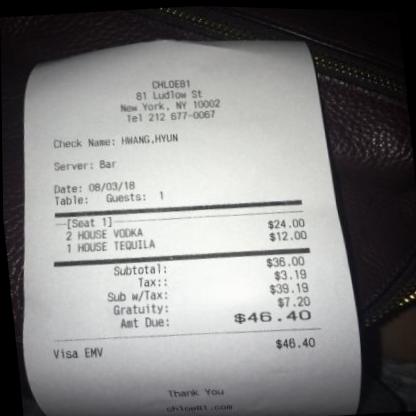 CHLOE81
81 Ludlow St
New York, NY 10002
Tel 212 677-0067
Check Name: HWANG,HYUN
Server: Bar
Date: 08/03/18
Table: Guests: 1
[Seat 1]
2 HOUSE VODKA $24.00
1 HOUSE TEQUILA $12.00
Subtotal: $36.00
Tax:: $3.19
Sub w/Tax: $39.19
Gratuity: $7.20
Amt Due: $46.40
Visa EMV $46.40
Thank You
chloe81.com